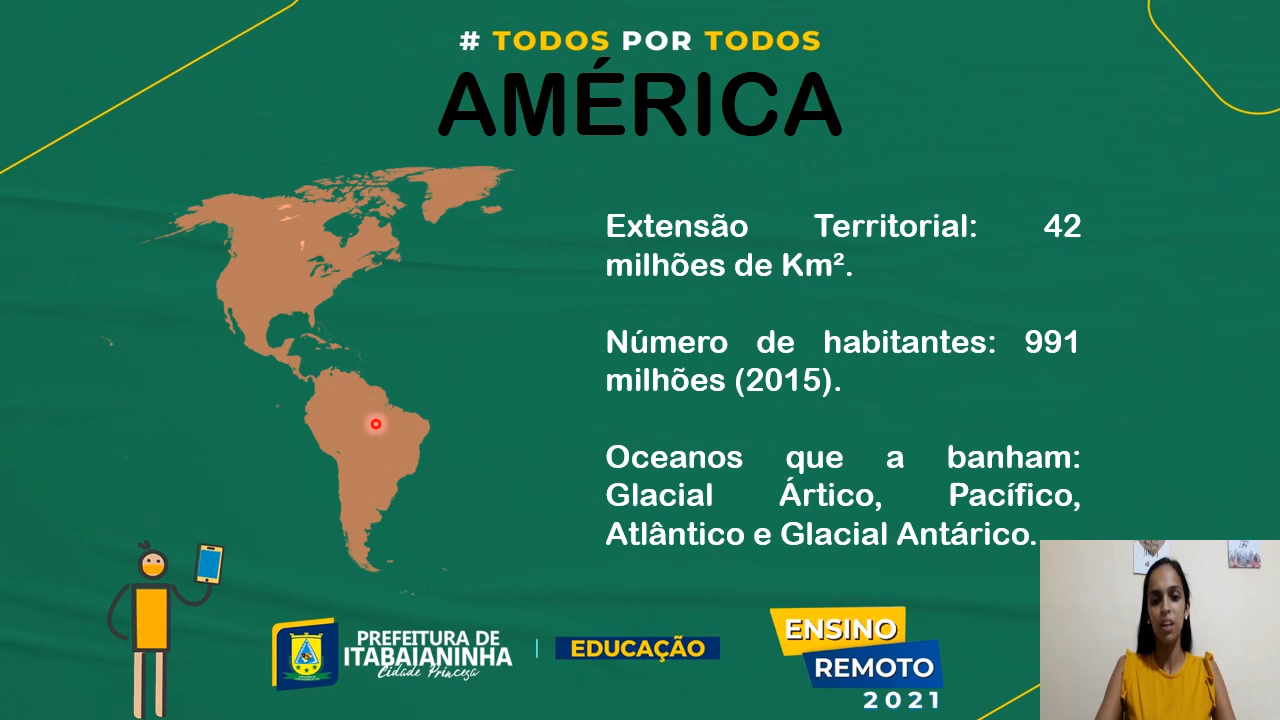 # TODOS POR TODOS
AMÉRICA
Extensão Territorial: 42
milhões de Km².
Número de habitantes: 991
milhões (2015).
Oceanos que a banham:
Glacial Ártico, Pacífico,
Atlântico e Glacial Antárico.
PREFEITURA DE
ITABAIANINHA
Cidade Princesa
EDUCAÇÃO
ENSINO
REMOTO
2021